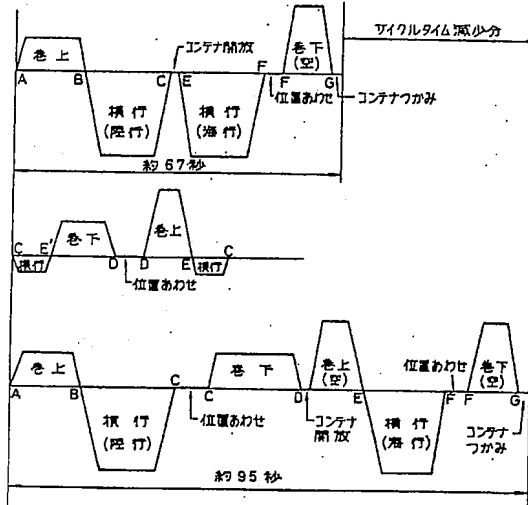 サイクルタイム減少分
巻上
コンテナ開放
巻下
(空)
A
B
C
E
F
F
G
位置あわせ
コンテナつかみ
横行
(陸行)
横行
(海行)
約67秒
C
E'
巻下
巻上
D
D
E
C
横行
横行
位置あわせ
巻上
巻下
巻上
(空)
位置あわせ
巻下
(空)
A
B
C
C
D
E
F
F
G
位置あわせ
コンテナ
開放
コンテナ
つかみ
横行
(陸行)
横行
(海行)
約95秒